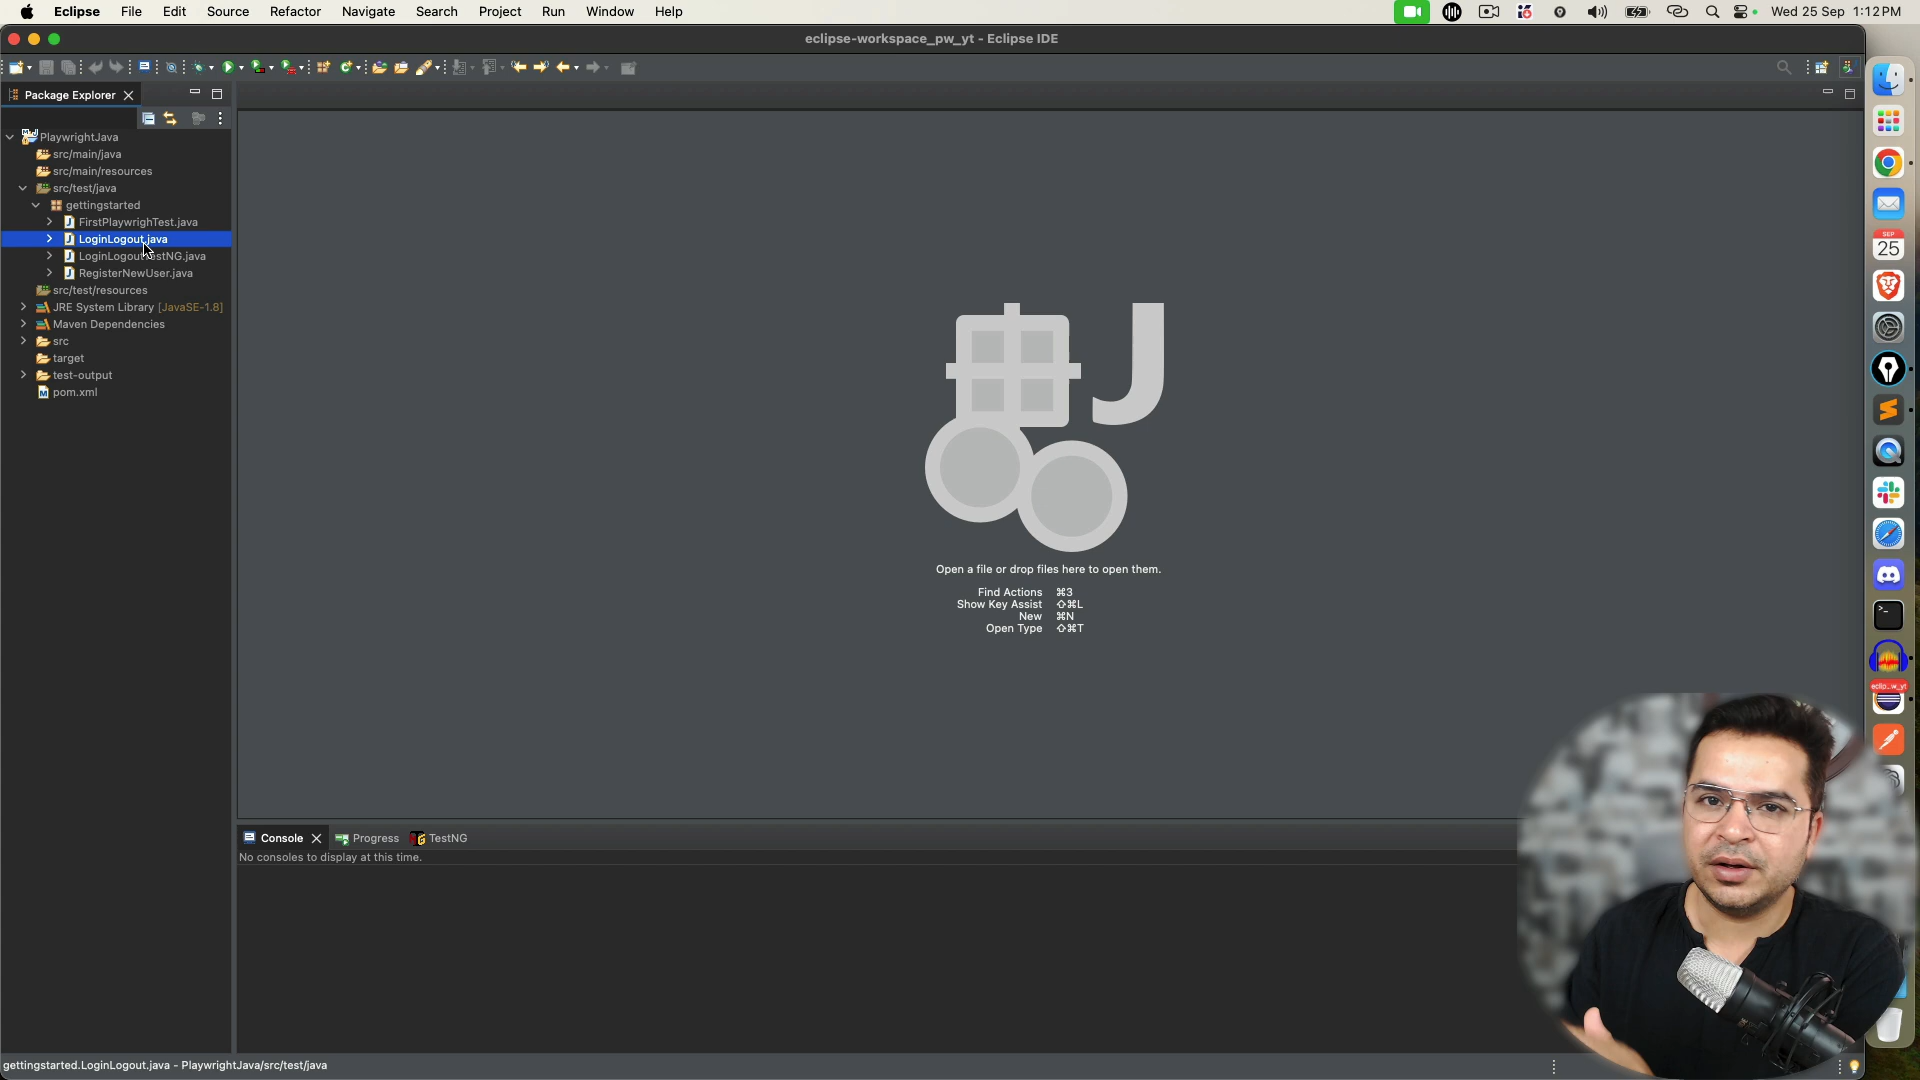 Eclipse File Edit Source Refactor Navigate Search Project Run Window Help
Wed 25 Sep 1:12 PM
eclipse-workspace_pw_yt - Eclipse IDE
Package Explorer
PlaywrightJava
src/main/java
src/main/resources
src/test/java
gettingstarted
FirstPlaywrighTest.java
LoginLogout.java
RegisterNewUser.java
src/test/resources
JRE System Library [JavaSE-1.8]
Maven Dependencies
src
target
test-output
pom.xml
J
Open a file or drop files here to open them.
Find Actions ⌘3
Show Key Assist ⇧⌘L
New ⌘N
Open Type ⇧⌘T
SEP
25
eclip..w_yt
Console Progress TestNG
No consoles to display at this time.
gettingstarted.LoginLogout.java - PlaywrightJava/src/test/java